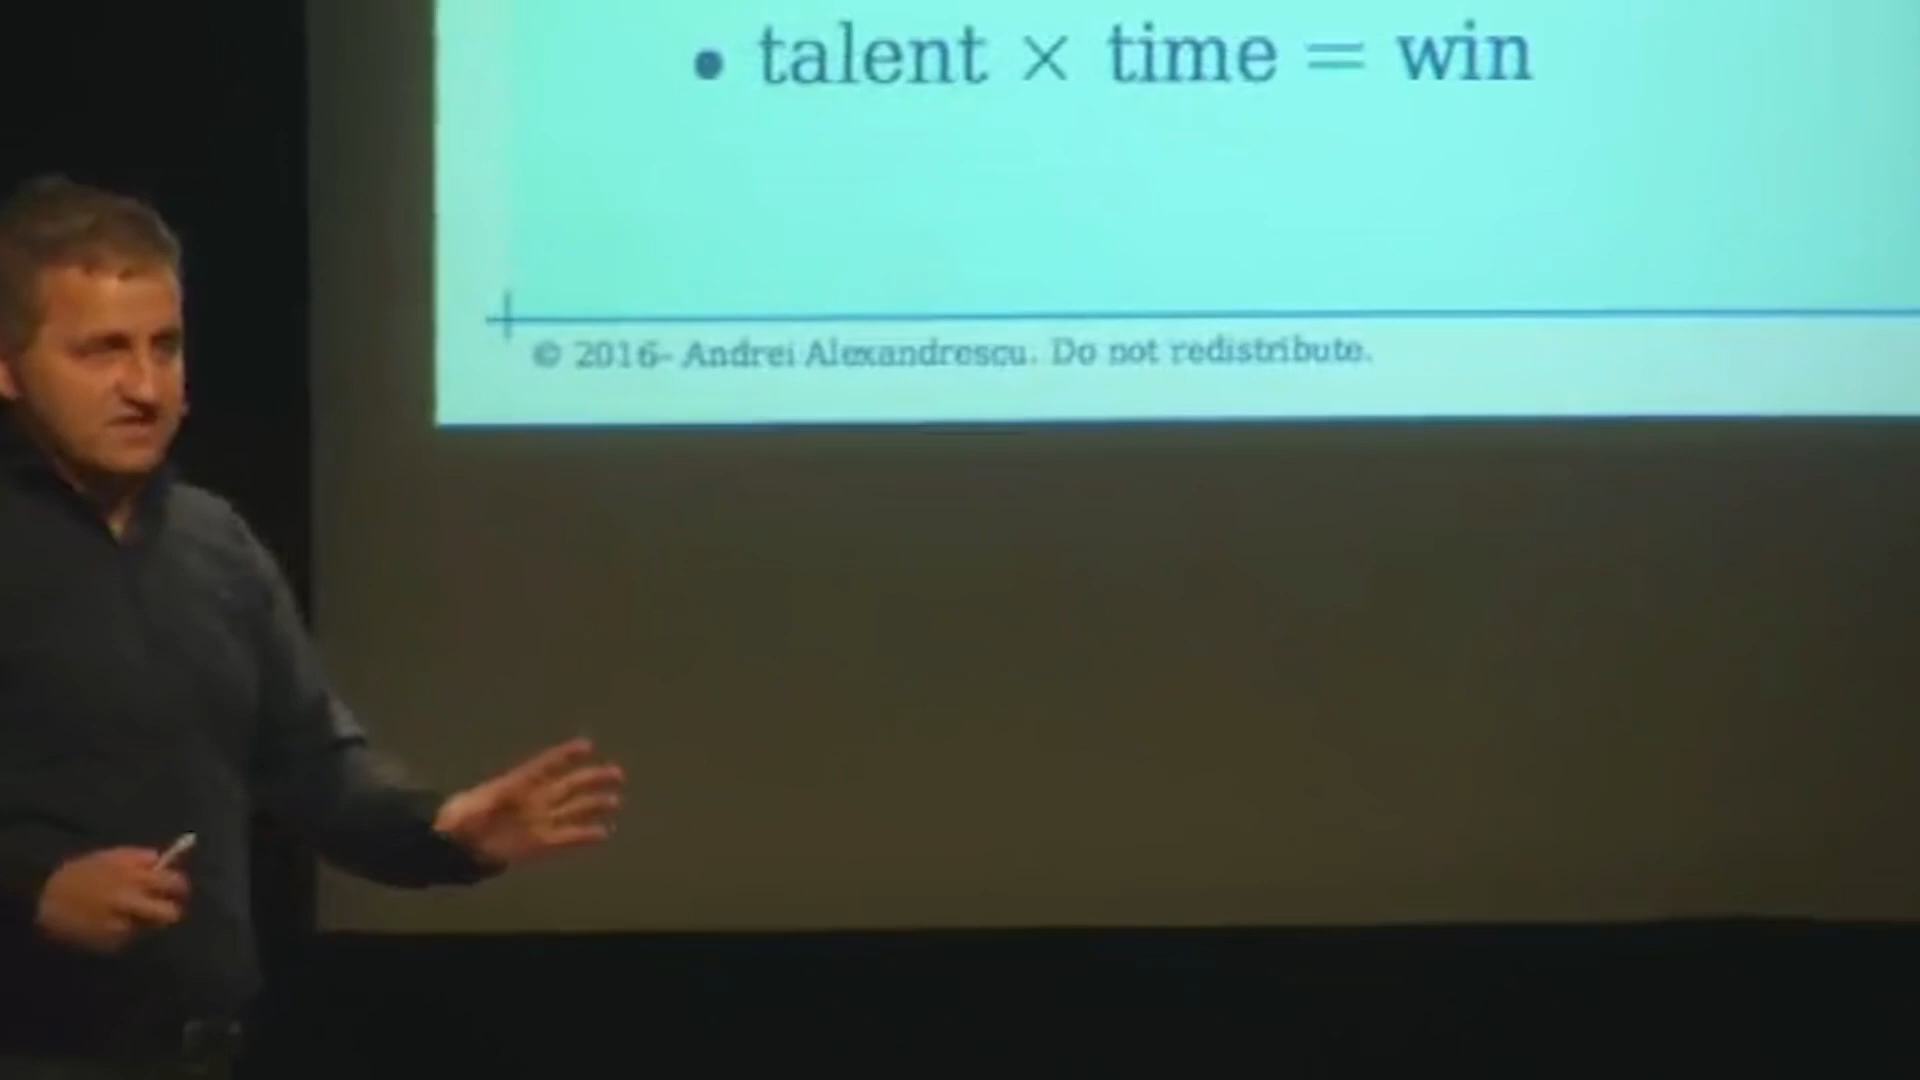 • talent × time = win
© 2016- Andrei Alexandrescu. Do not redistribute.